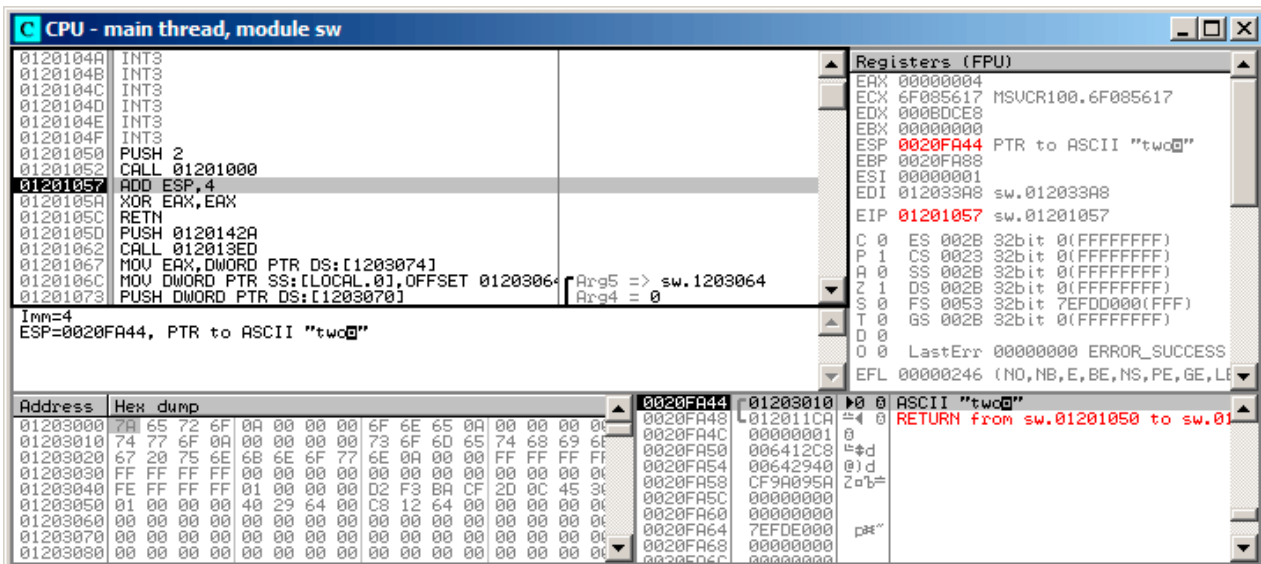 C CPU - main thread, module sw
0120104A INT3
0120104B INT3
0120104C INT3
0120104D INT3
0120104E INT3
0120104F INT3
01201050 PUSH 2
01201052 CALL 01201000
01201057 ADD ESP,4
0120105A XOR EAX,EAX
0120105C RETN
0120105D PUSH 0120142A
01201062 CALL 012013ED
01201067 MOV EAX,DWORD PTR DS:[1203074]
0120106C MOV DWORD PTR SS:[LOCAL.0],OFFSET 01203064 Arg5 => sw.1203064
01201073 PUSH DWORD PTR DS:[1203070] Arg4 = 0
Imm=4
ESP=0020FA44, PTR to ASCII "two◙"
Registers (FPU)
EAX 00000004
ECX 6F085617 MSVCR100.6F085617
EDX 000BDCE8
EBX 00000000
ESP 0020FA44 PTR to ASCII "two◙"
EBP 0020FA88
ESI 00000001
EDI 012033A8 sw.012033A8
EIP 01201057 sw.01201057
C 0 ES 002B 32bit 0(FFFFFFFF)
P 1 CS 0023 32bit 0(FFFFFFFF)
A 0 SS 002B 32bit 0(FFFFFFFF)
Z 1 DS 002B 32bit 0(FFFFFFFF)
S 0 FS 0053 32bit 7EFDD000(FFF)
T 0 GS 002B 32bit 0(FFFFFFFF)
D 0
O 0 LastErr 00000000 ERROR_SUCCESS
EFL 00000246 (NO,NB,E,BE,NS,PE,GE,LE
Address Hex dump
01203000 7A 65 72 6F 0A 00 00 00 6F 6E 65 0A 00 00 00
01203010 74 77 6F 0A 00 00 00 00 73 6F 6D 65 74 68 69
01203020 67 20 75 6E 6B 6E 6F 77 6E 0A 00 00 FF FF FF
01203030 FF FF FF FF 00 00 00 00 00 00 00 00 00 00 00
01203040 FE FF FF FF 01 00 00 00 D2 F3 BA CF 2D 0C 45
01203050 01 00 00 00 40 29 64 00 C8 12 64 00 00 00 00
01203060 00 00 00 00 00 00 00 00 00 00 00 00 00 00 00
01203070 00 00 00 00 00 00 00 00 00 00 00 00 00 00 00
01203080 00 00 00 00 00 00 00 00 00 00 00 00 00 00 00
0020FA44 01203010 ASCII "two◙"
0020FA48 012011CA RETURN from sw.01201050 to sw.01
0020FA4C 00000001
0020FA50 006412C8
0020FA54 00642940 @)d
0020FA58 CF9A095A
0020FA5C 00000000
0020FA60 00000000
0020FA64 7EFDE000
0020FA68 00000000